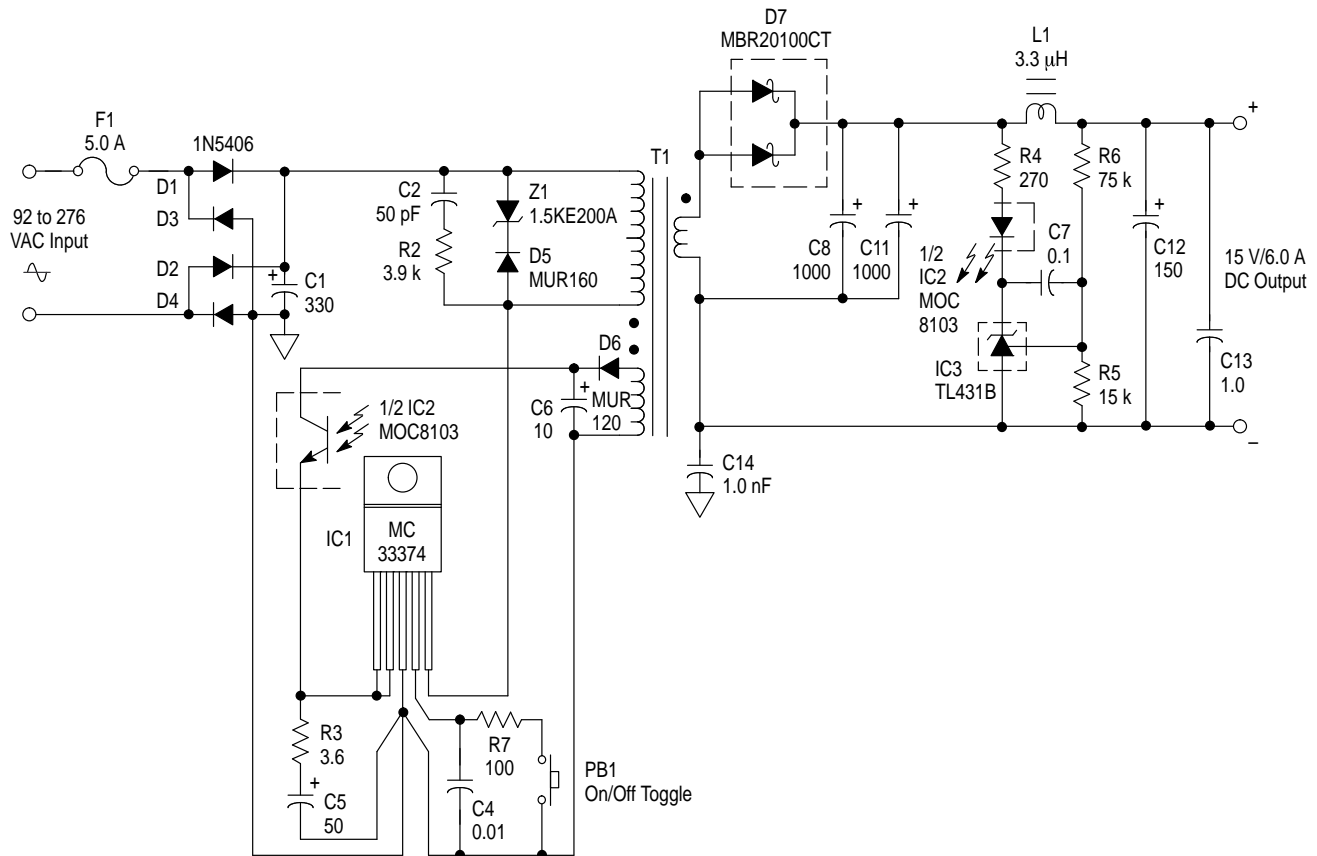 D7
MBR20100CT
L1
3.3 μH
F1
5.0 A
1N5406
D1
D3
D2
D4
92 to 276
VAC Input
C1
330
+
C2
50 pF
R2
3.9 k
Z1
1.5KE200A
D5
MUR160
T1
D6
MUR
120
C6
10
+
C8
1000
+
C11
1000
+
R4
270
1/2
IC2
MOC
8103
C7
0.1
R6
75 k
IC3
TL431B
R5
15 k
C12
150
+
C13
1.0
+
15 V/6.0 A
DC Output
–
C14
1.0 nF
1/2 IC2
MOC8103
IC1
MC
33374
R3
3.6
+
C5
50
C4
0.01
R7
100
PB1
On/Off Toggle